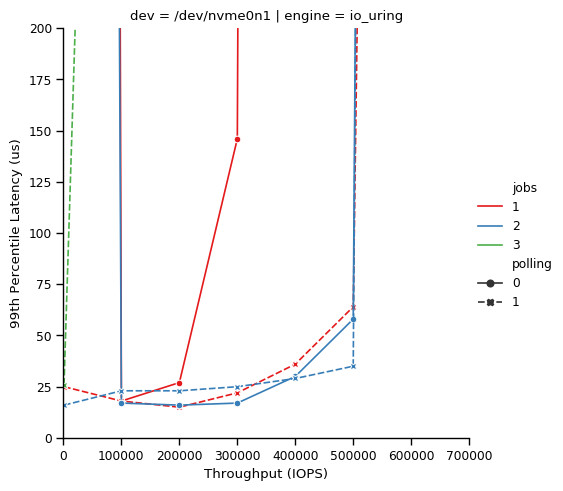 dev = /dev/nvme0n1 | engine = io_uring
99th Percentile Latency (us)
200
175
150
125
100
75
50
25
0
0 100000 200000 300000 400000 500000 600000 700000
Throughput (IOPS)
jobs
1
2
3
polling
0
1